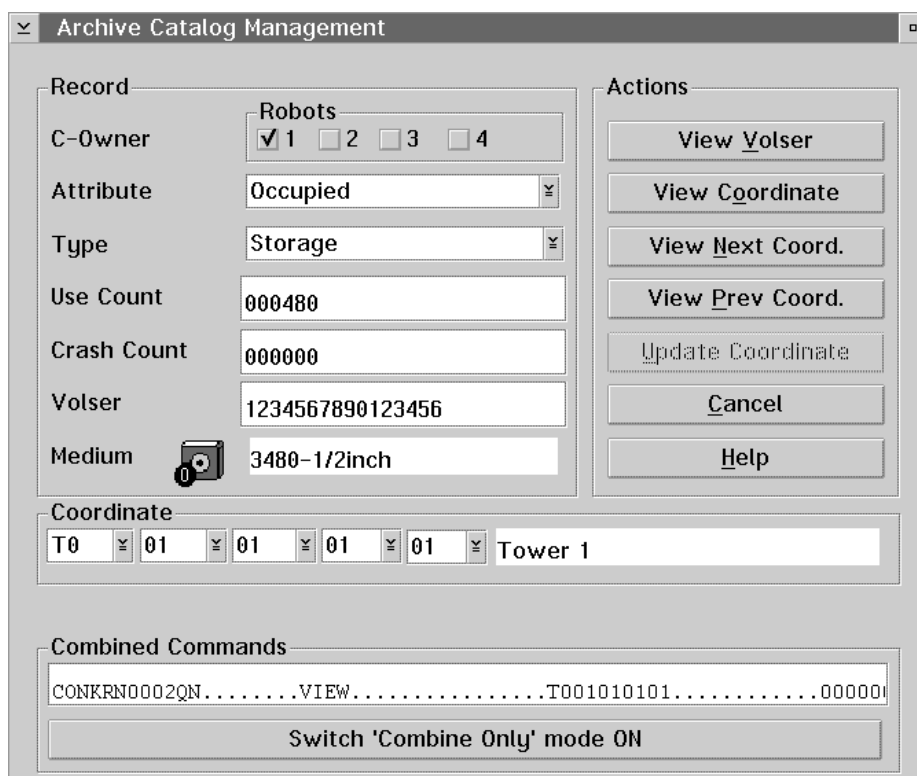 Archive Catalog Management
Record
C-Owner
Robots
1 2 3 4
Attribute
Occupied
Type
Storage
Use Count
000480
Crash Count
000000
Volser
1234567890123456
Medium
0
3480-1/2inch
Actions
View Volser
View Coordinate
View Next Coord.
View Prev Coord.
Update Coordinate
Cancel
Help
Coordinate
T0 01 01 01 01 Tower 1
Combined Commands
CONKRN0002QN........VIEW................T001010101............00000
Switch 'Combine Only' mode ON